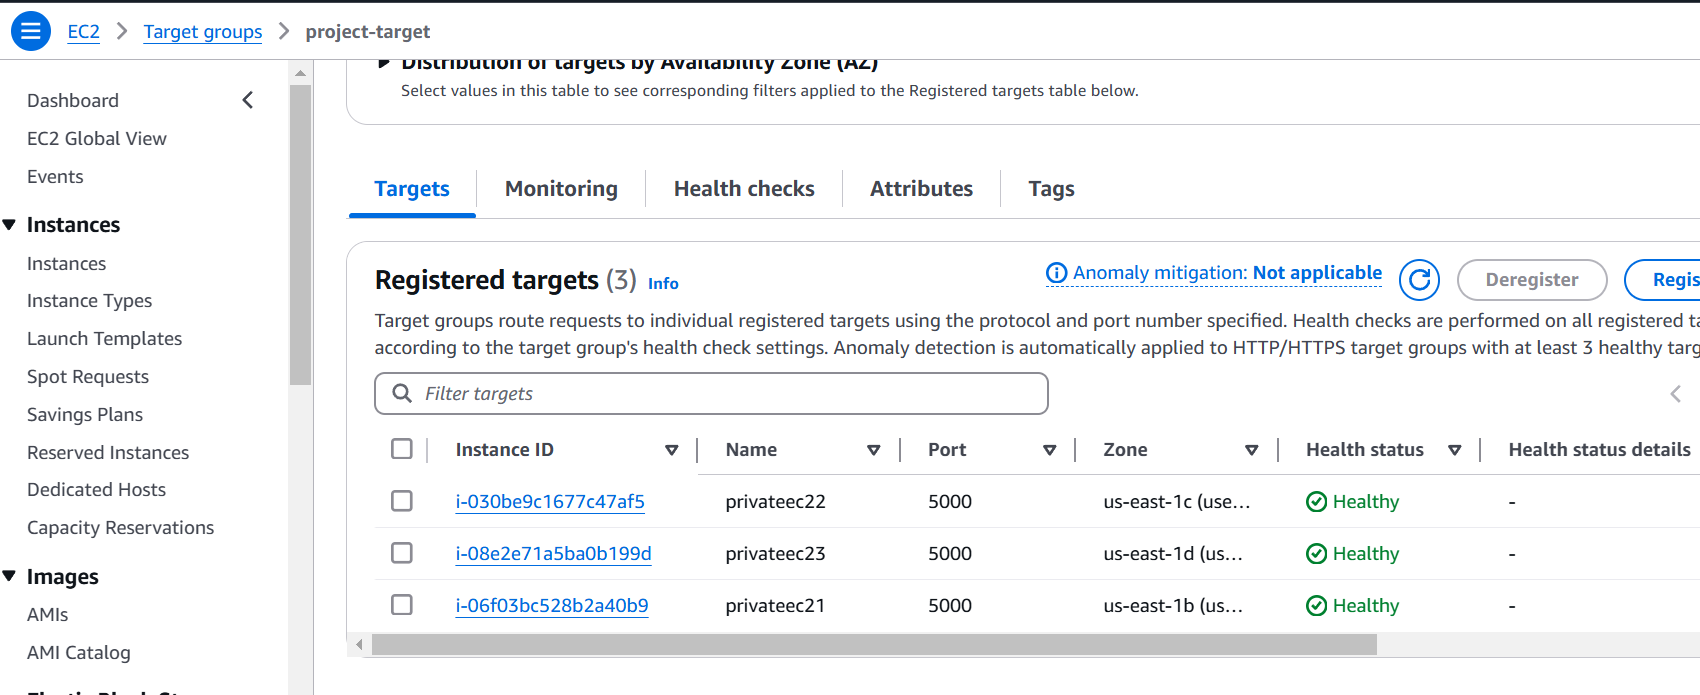 EC2 > Target groups > project-target
Dashboard
EC2 Global View
Events
Instances
Instances
Instance Types
Launch Templates
Spot Requests
Savings Plans
Reserved Instances
Dedicated Hosts
Capacity Reservations
Images
AMIs
AMI Catalog
Distribution of targets by Availability Zone (AZ)
Select values in this table to see corresponding filters applied to the Registered targets table below.
Targets Monitoring Health checks Attributes Tags
Registered targets (3) Info Anomaly mitigation: Not applicable Deregister Regis
Target groups route requests to individual registered targets using the protocol and port number specified. Health checks are performed on all registered ta
according to the target group's health check settings. Anomaly detection is automatically applied to HTTP/HTTPS target groups with at least 3 healthy targ
Filter targets
Instance ID Name Port Zone Health status Health status details
i-030be9c1677c47af5 privateec22 5000 us-east-1c (use... Healthy -
i-08e2e71a5ba0b199d privateec23 5000 us-east-1d (us... Healthy -
i-06f03bc528b2a40b9 privateec21 5000 us-east-1b (us... Healthy -